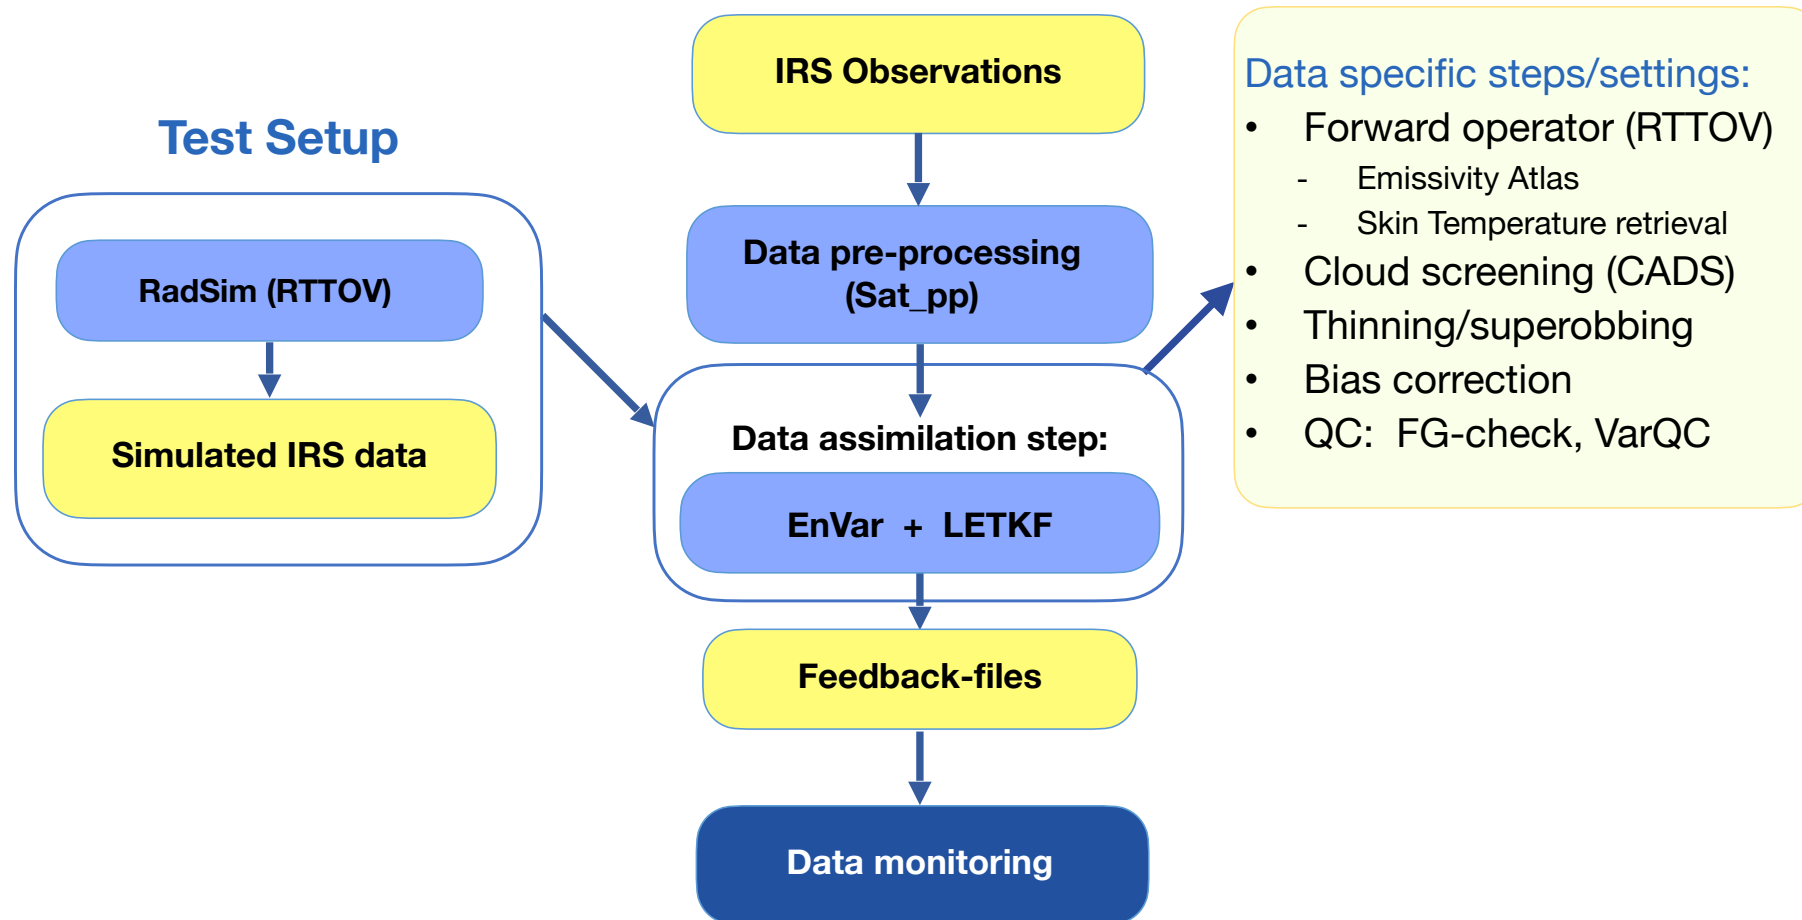 Test Setup
RadSim (RTTOV)
Simulated IRS data
IRS Observations
Data pre-processing
(Sat_pp)
Data assimilation step:
EnVar + LETKF
Feedback-files
Data monitoring
Data specific steps/settings:
• Forward operator (RTTOV)
- Emissivity Atlas
- Skin Temperature retrieval
• Cloud screening (CADS)
• Thinning/superobbing
• Bias correction
• QC: FG-check, VarQC